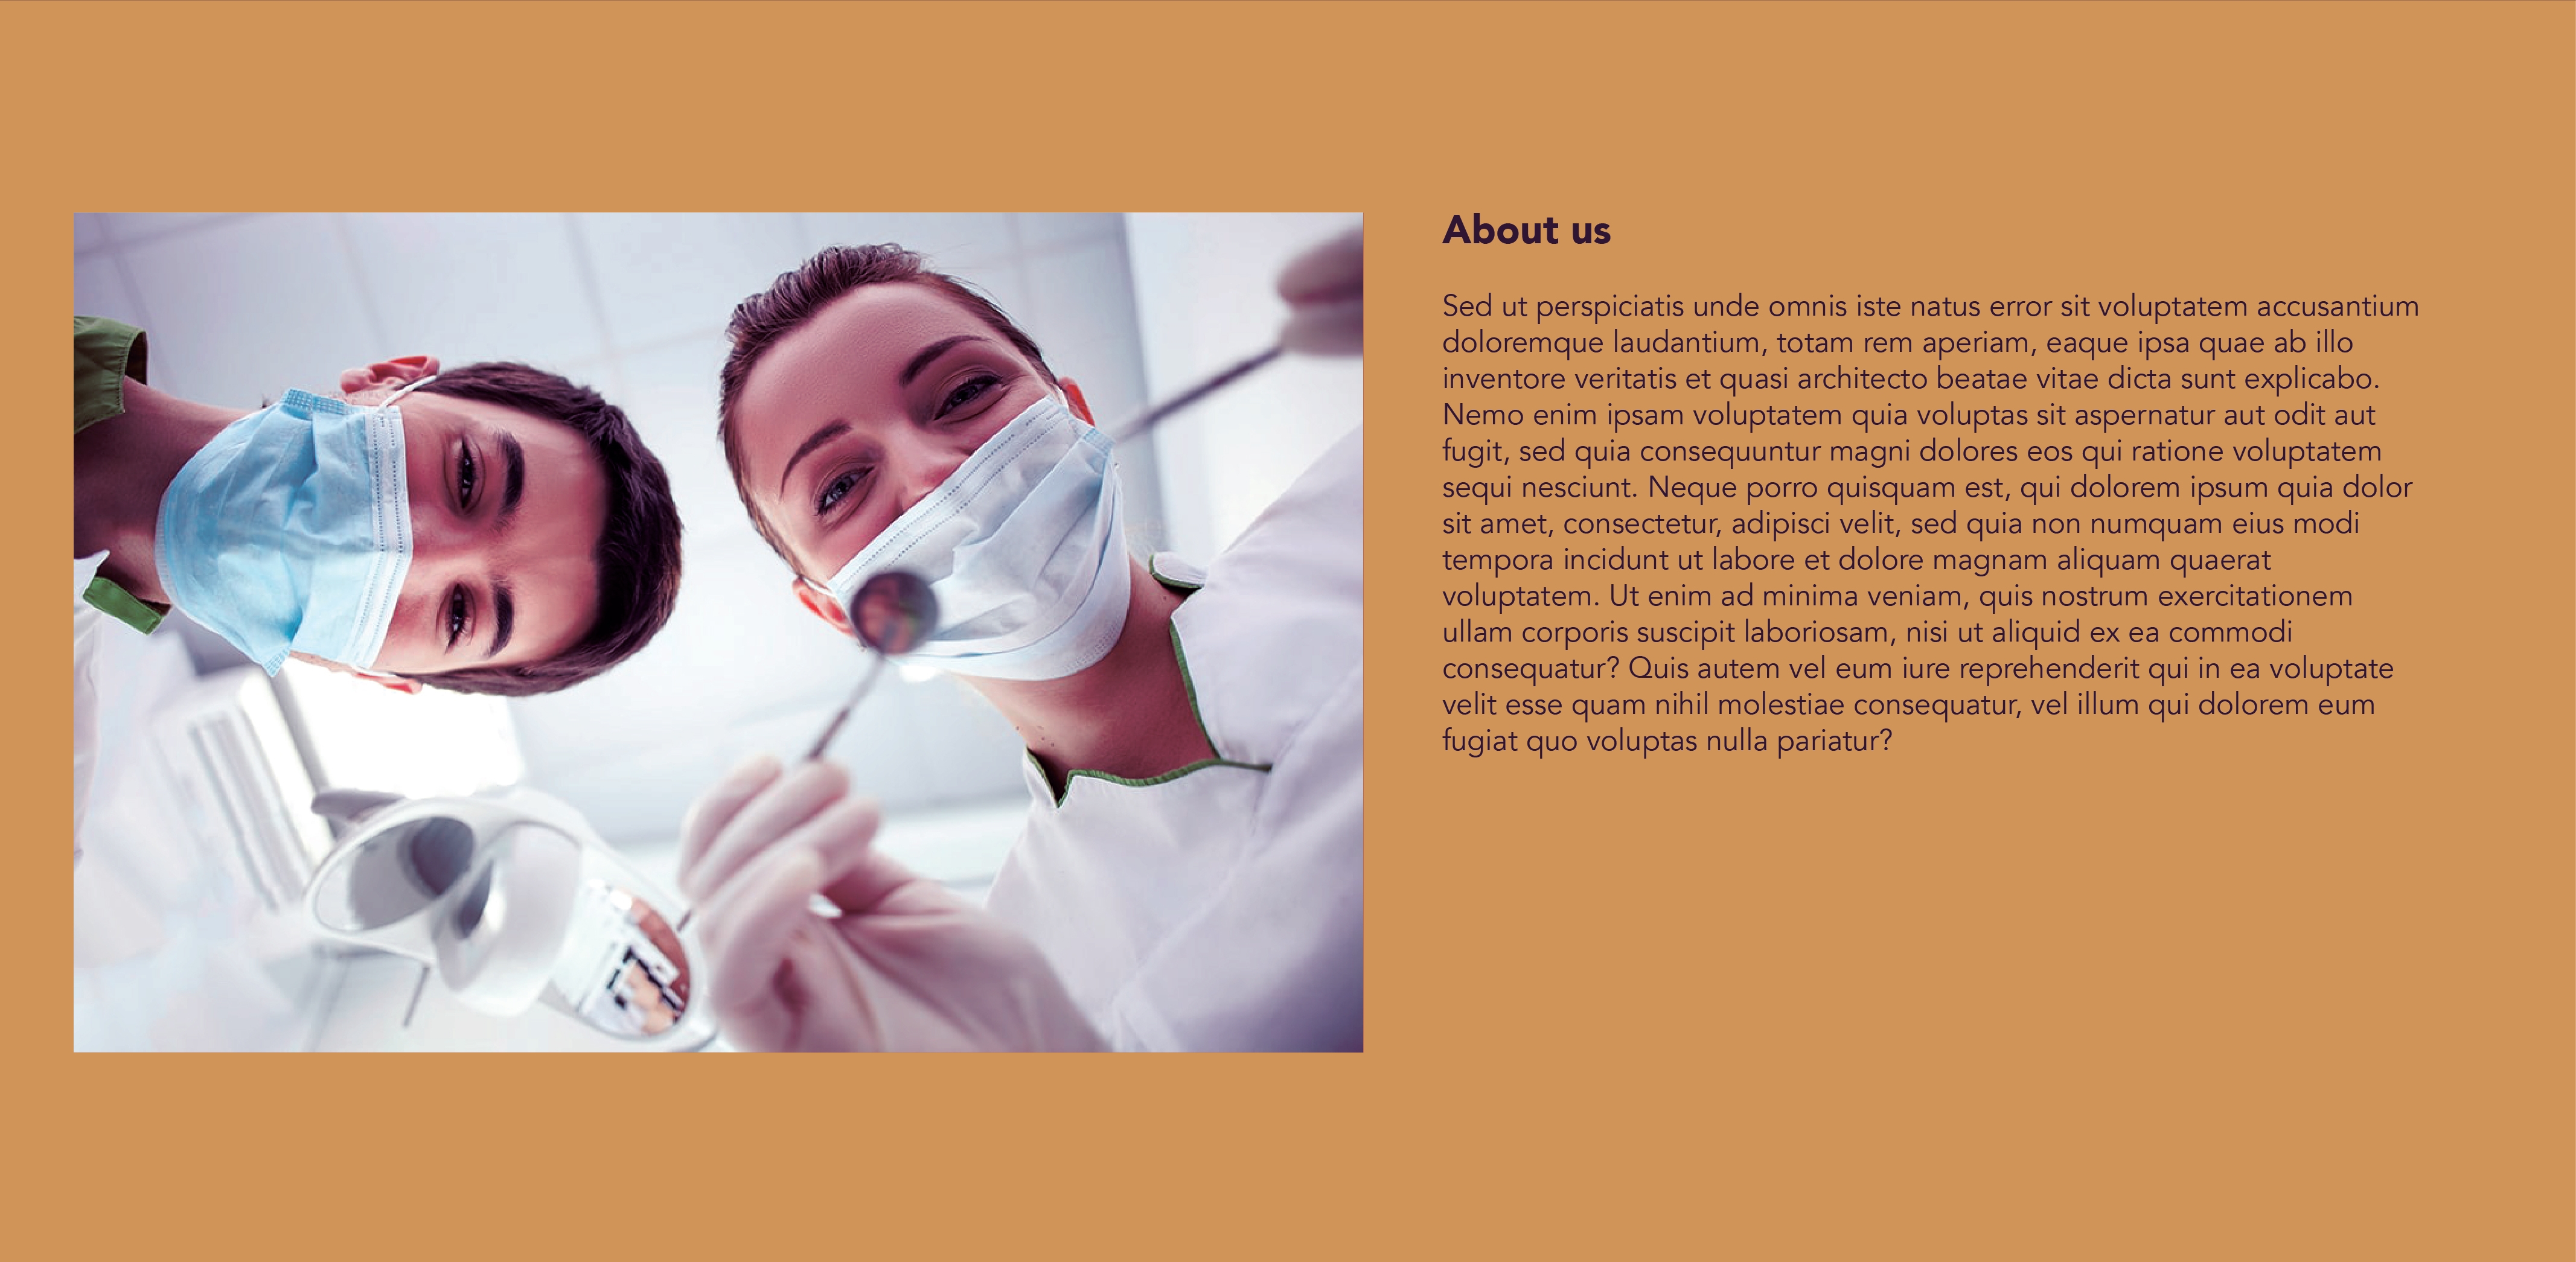 About us
Sed ut perspiciatis unde omnis iste natus error sit voluptatem accusantium
doloremque laudantium, totam rem aperiam, eaque ipsa quae ab illo
inventore veritatis et quasi architecto beatae vitae dicta sunt explicabo.
Nemo enim ipsam voluptatem quia voluptas sit aspernatur aut odit aut
fugit, sed quia consequuntur magni dolores eos qui ratione voluptatem
sequi nesciunt. Neque porro quisquam est, qui dolorem ipsum quia dolor
sit amet, consectetur, adipisci velit, sed quia non numquam eius modi
tempora incidunt ut labore et dolore magnam aliquam quaerat
voluptatem. Ut enim ad minima veniam, quis nostrum exercitationem
ullam corporis suscipit laboriosam, nisi ut aliquid ex ea commodi
consequatur? Quis autem vel eum iure reprehenderit qui in ea voluptate
velit esse quam nihil molestiae consequatur, vel illum qui dolorem eum
fugiat quo voluptas nulla pariatur?